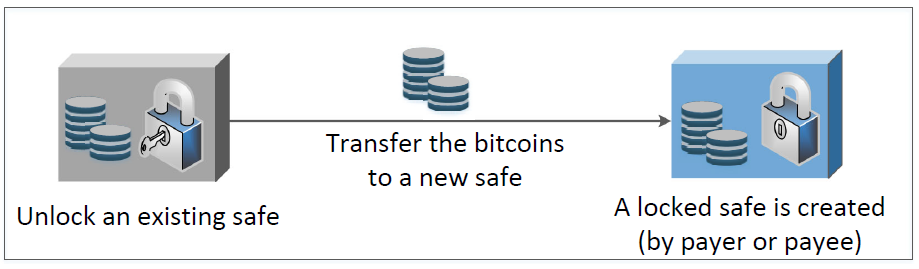 Transfer the bitcoins
to a new safe
Unlock an existing safe
A locked safe is created
(by payer or payee)